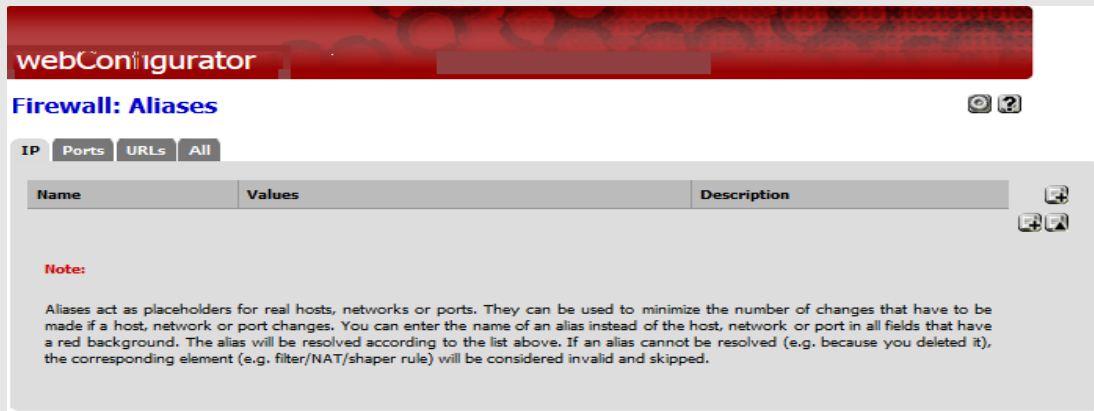 webConfigurator
Firewall: Aliases
IP Ports URLs All
Name Values Description
Note:
Aliases act as placeholders for real hosts, networks or ports. They can be used to minimize the number of changes that have to be
made if a host, network or port changes. You can enter the name of an alias instead of the host, network or port in all fields that have
a red background. The alias will be resolved according to the list above. If an alias cannot be resolved (e.g. because you deleted it),
the corresponding element (e.g. filter/NAT/shaper rule) will be considered invalid and skipped.